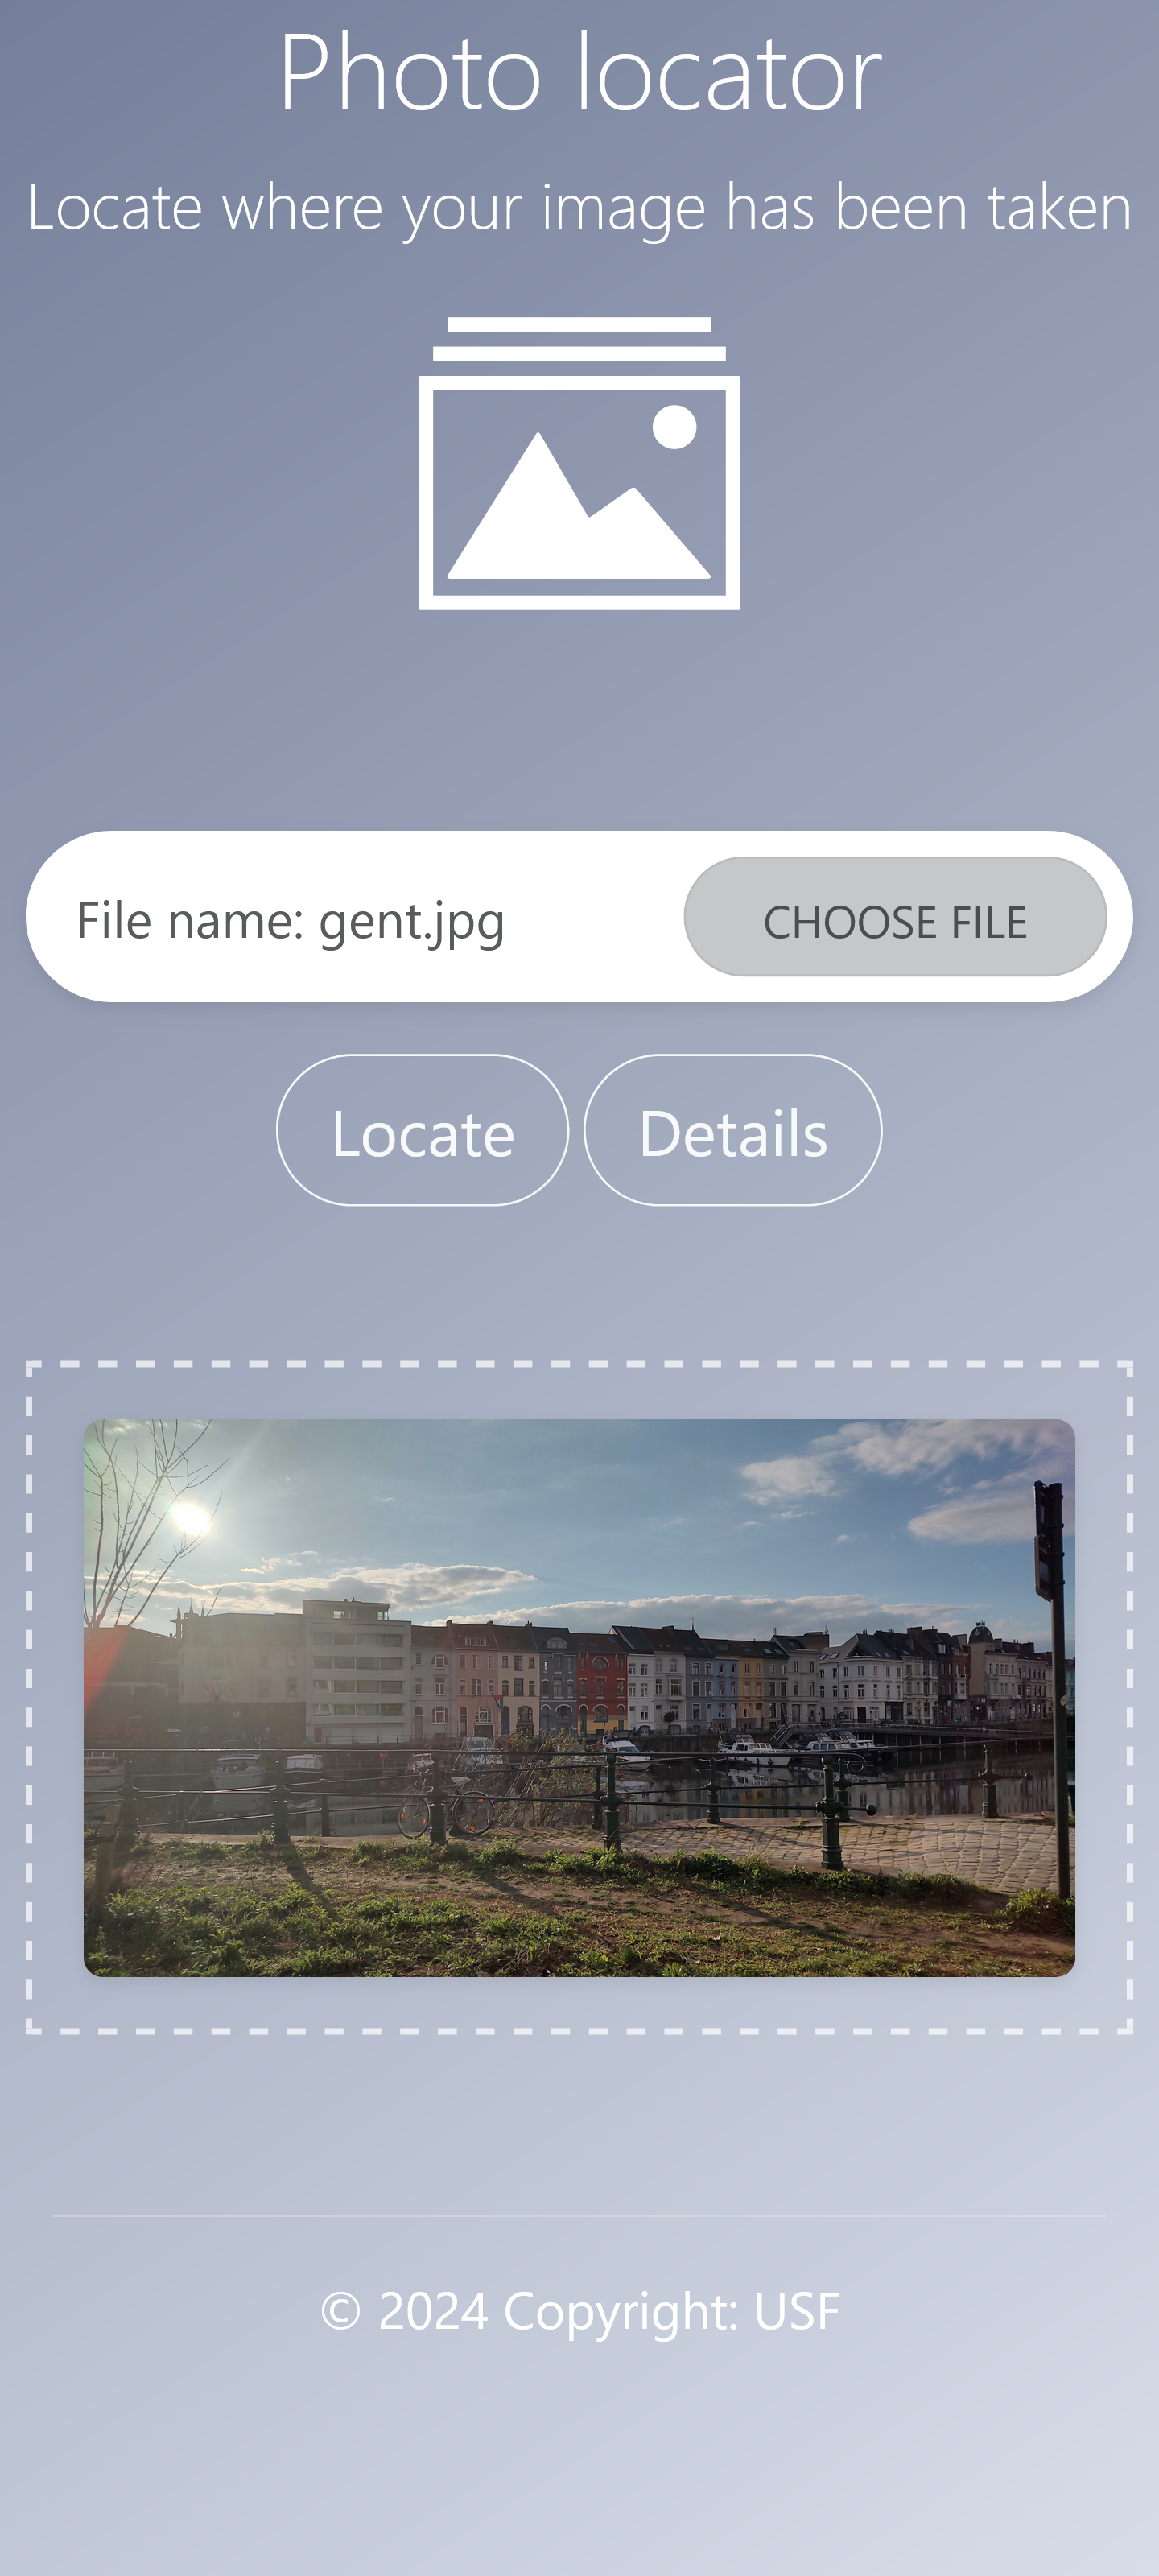 Photo locator
Locate where your image has been taken
File name: gent.jpg
CHOOSE FILE
Locate
Details
© 2024 Copyright: USF